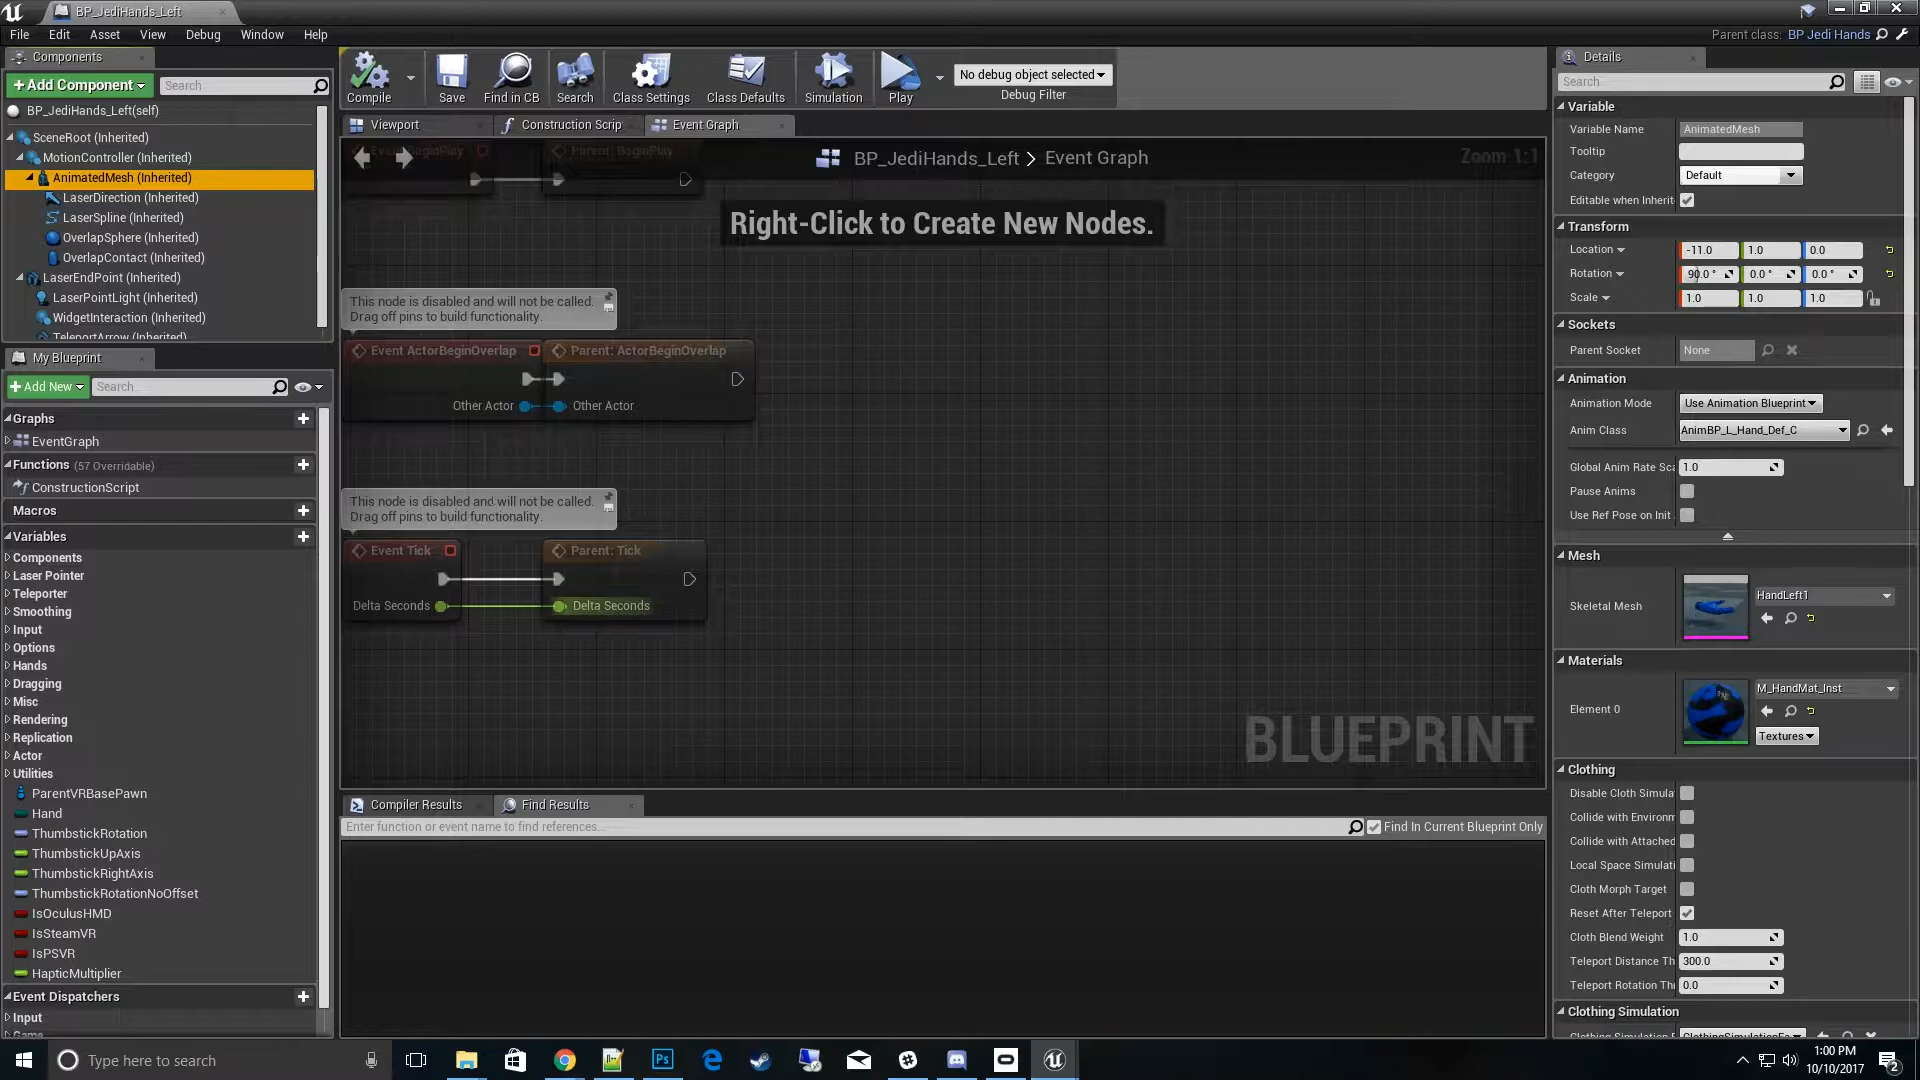 BP_JediHands_Left
File Edit Asset View Debug Window Help
Parent class: BP Jedi Hands
Components
Add Component
Search
BP_JediHands_Left(self)
SceneRoot (Inherited)
MotionController (Inherited)
AnimatedMesh (Inherited)
LaserDirection (Inherited)
LaserSpline (Inherited)
OverlapSphere (Inherited)
OverlapContact (Inherited)
LaserEndPoint (Inherited)
LaserPointLight (Inherited)
WidgetInteraction (Inherited)
TeleportArrow (Inherited)
My Blueprint
Add New
Search
Graphs
EventGraph
Functions (57 Overridable)
ConstructionScript
Macros
Variables
Components
Laser Pointer
Teleporter
Smoothing
Input
Options
Hands
Dragging
Misc
Rendering
Replication
Actor
Utilities
ParentVRBasePawn
Hand
ThumbstickRotation
ThumbstickUpAxis
ThumbstickRightAxis
ThumbstickRotationNoOffset
IsOculusHMD
IsSteamVR
IsPSVR
HapticMultiplier
Event Dispatchers
Input
Game
Compile
Save
Find in CB
Search
Class Settings
Class Defaults
Simulation
Play
No debug object selected
Debug Filter
Viewport
Construction Scrip
Event Graph
Event BeginPlay
Parent: BeginPlay
BP_JediHands_Left > Event Graph
Zoom 1:1
Right-Click to Create New Nodes.
This node is disabled and will not be called.
Drag off pins to build functionality.
Event ActorBeginOverlap
Parent: ActorBeginOverlap
Other Actor
Other Actor
This node is disabled and will not be called.
Drag off pins to build functionality.
Event Tick
Parent: Tick
Delta Seconds
Delta Seconds
BLUEPRINT
Compiler Results
Find Results
Enter function or event name to find references...
Find In Current Blueprint Only
Details
Search
Variable
Variable Name AnimatedMesh
Tooltip
Category Default
Editable when Inherit
Transform
Location -11.0 1.0 0.0
Rotation 90.0 ° 0.0 ° 0.0 °
Scale 1.0 1.0 1.0
Sockets
Parent Socket None
Animation
Animation Mode Use Animation Blueprint
Anim Class AnimBP_L_Hand_Def_C
Global Anim Rate Sca 1.0
Pause Anims
Use Ref Pose on Init
Mesh
Skeletal Mesh HandLeft1
Materials
Element 0 M_HandMat_Inst
Textures
Clothing
Disable Cloth Simula
Collide with Environm
Collide with Attached
Local Space Simulati
Cloth Morph Target
Reset After Teleport
Cloth Blend Weight 1.0
Teleport Distance Th 300.0
Teleport Rotation Thr 0.0
Clothing Simulation
Type here to search
Ps
1:00 PM
10/10/2017
2